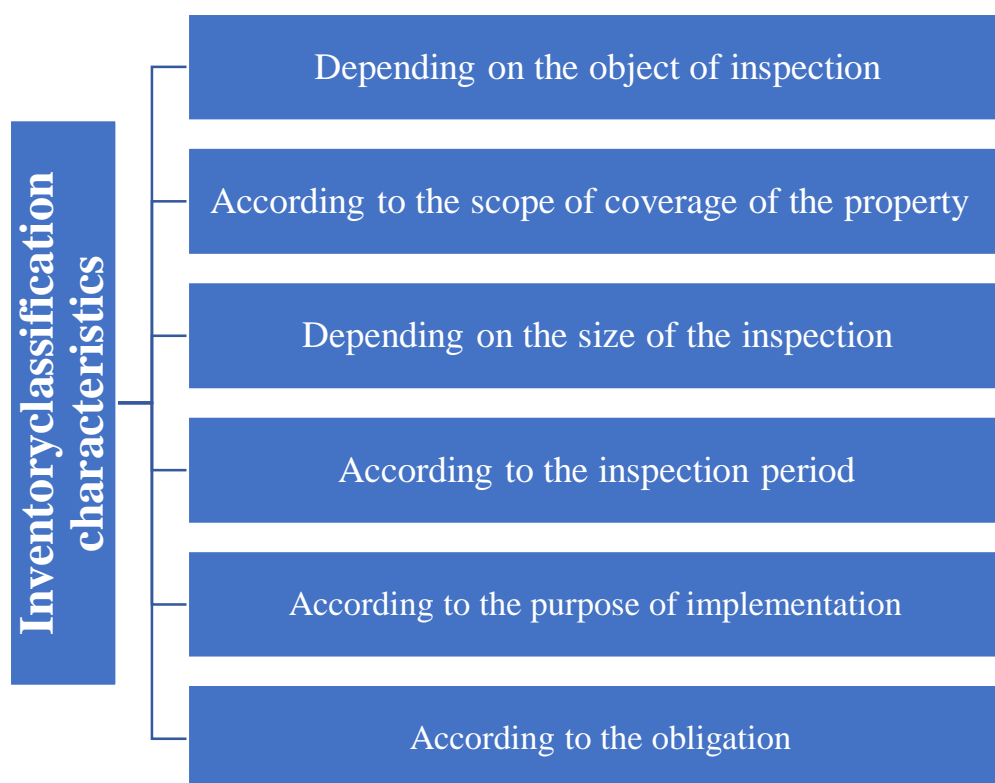 Inventoryclassification
characteristics
Depending on the object of inspection
According to the scope of coverage of the property
Depending on the size of the inspection
According to the inspection period
According to the purpose of implementation
According to the obligation